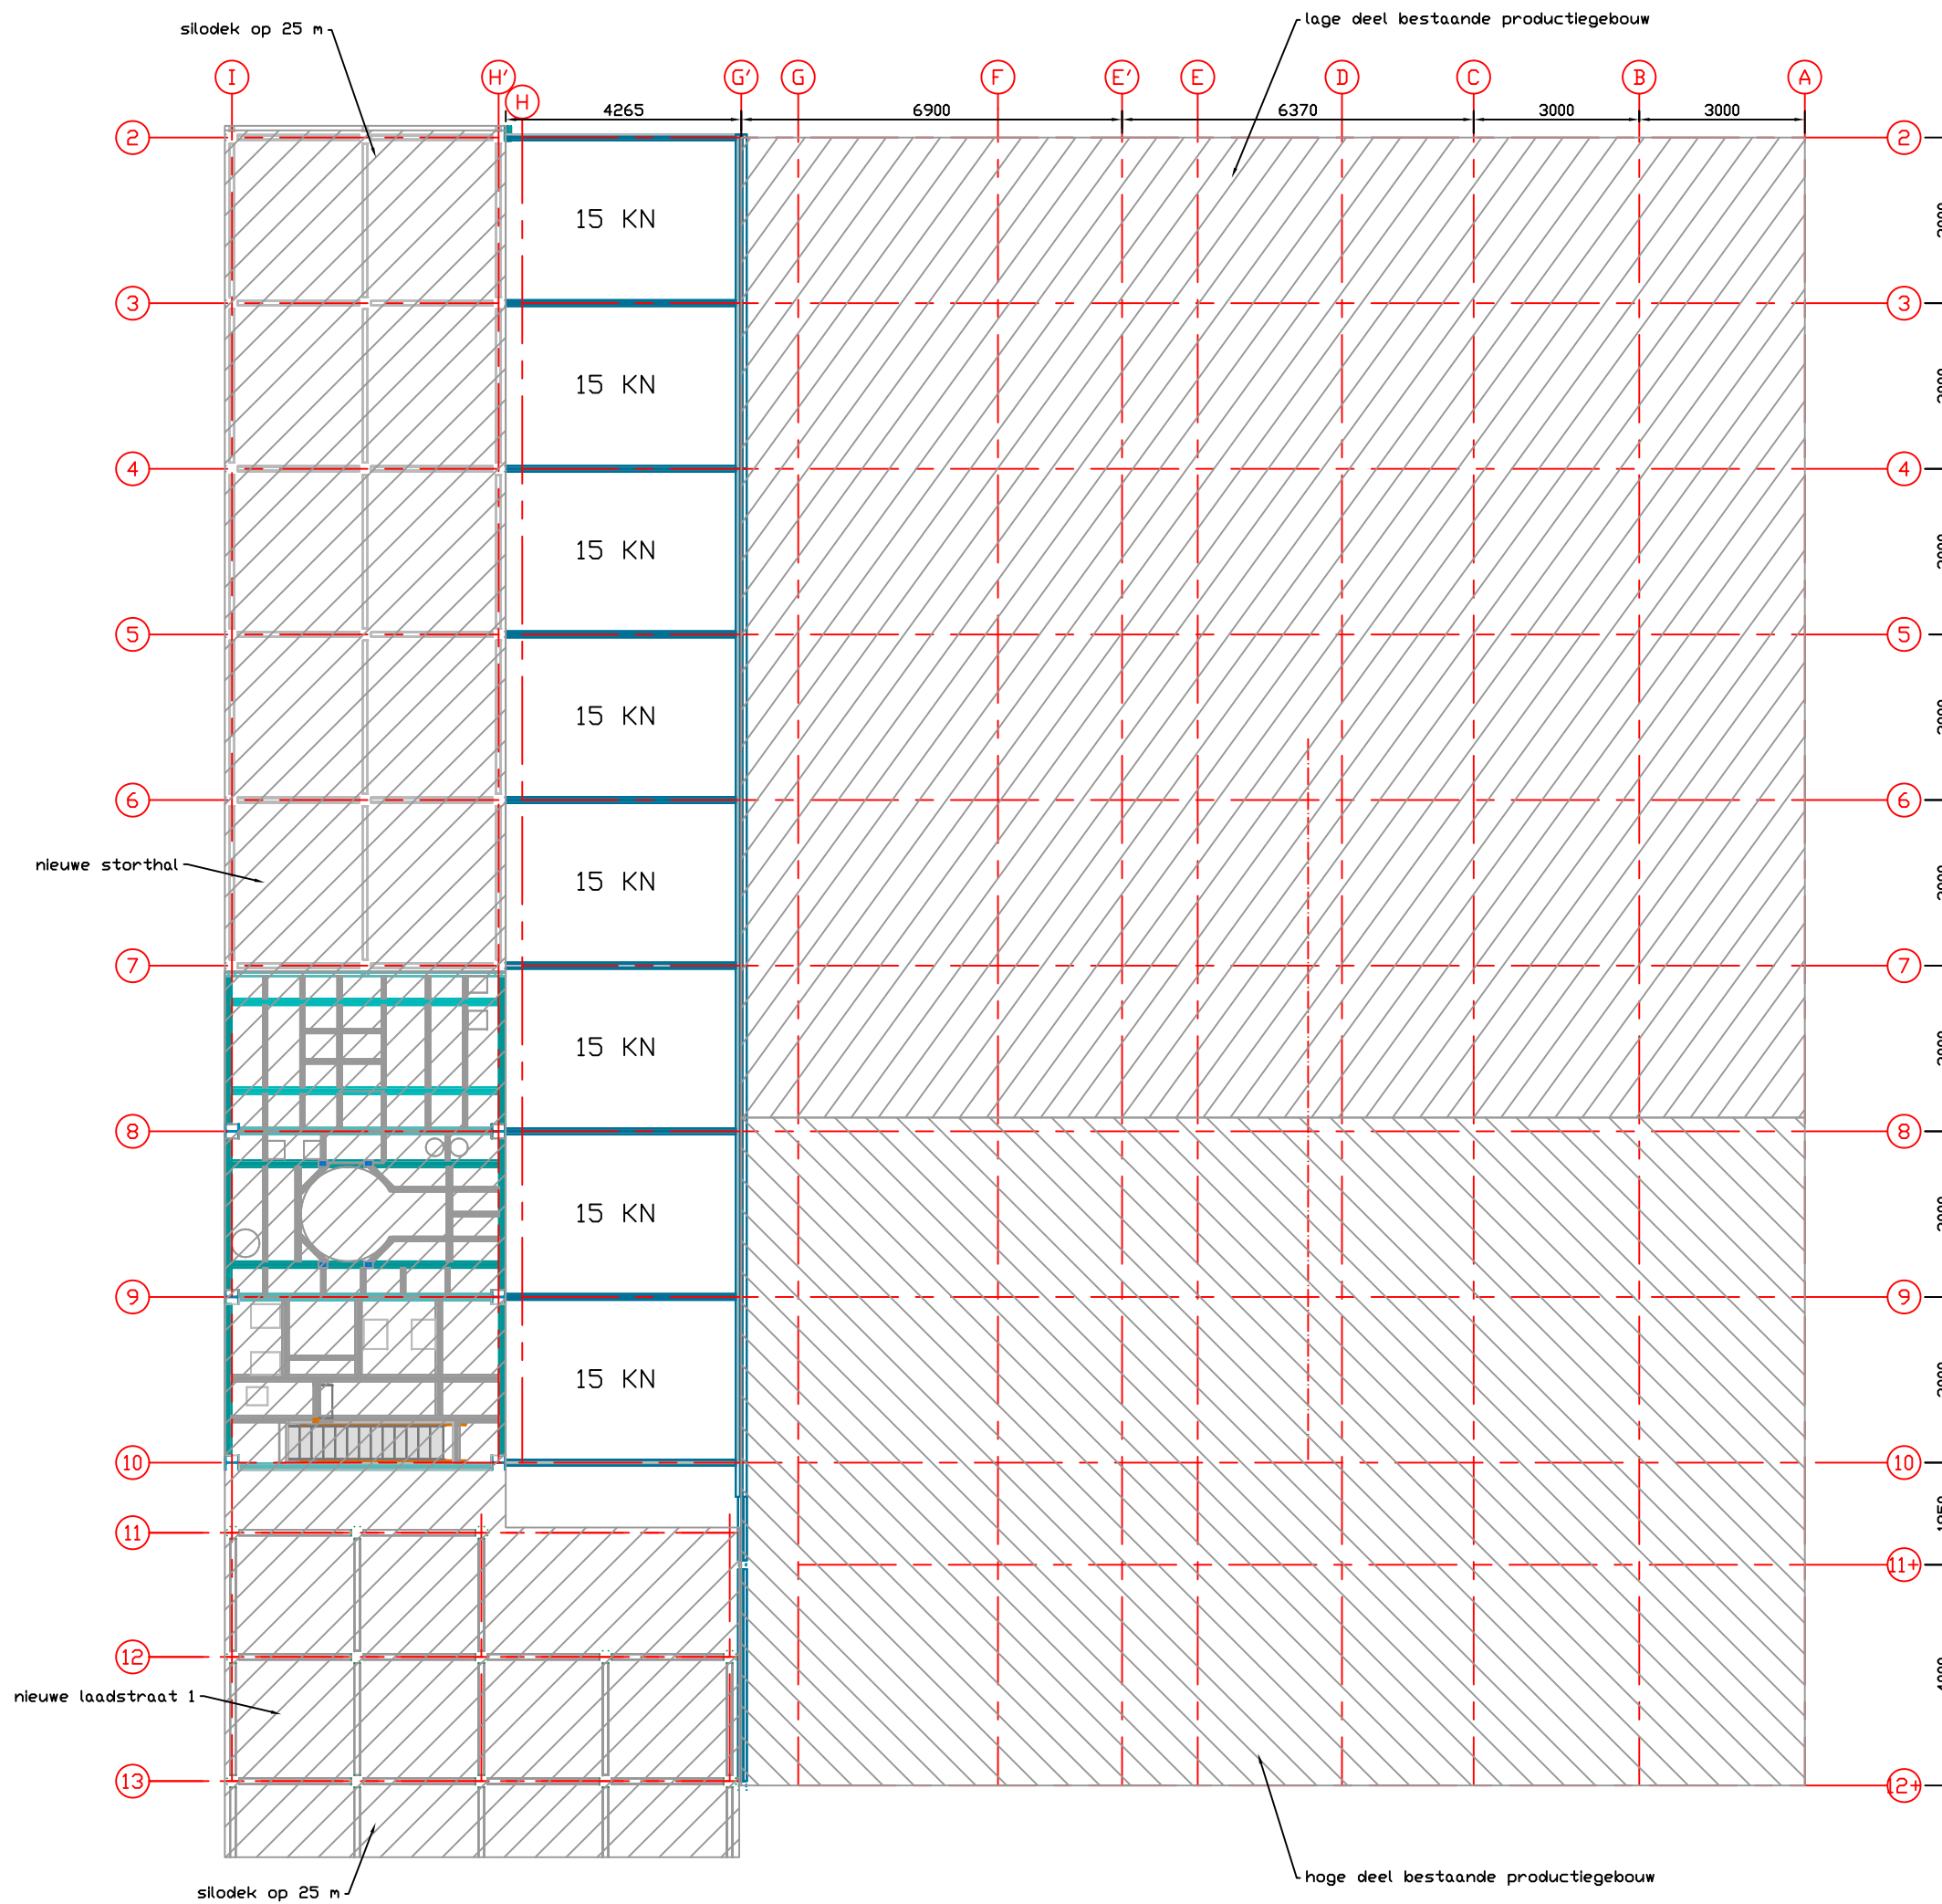 silodek op 25 m
lage deel bestaande productiegebouw
I H' H G' G F E' E D C B A
4265 6900 6370 3000 3000
2 2
15 KN
3 3
15 KN
4 4
15 KN
5 5
15 KN
6 6
nieuwe storthal
15 KN
7 7
15 KN
8 8
15 KN
9 9
15 KN
10 10
11
11+
12
nieuwe laadstraat 1
13 12+
hoge deel bestaande productiegebouw
silodek op 25 m